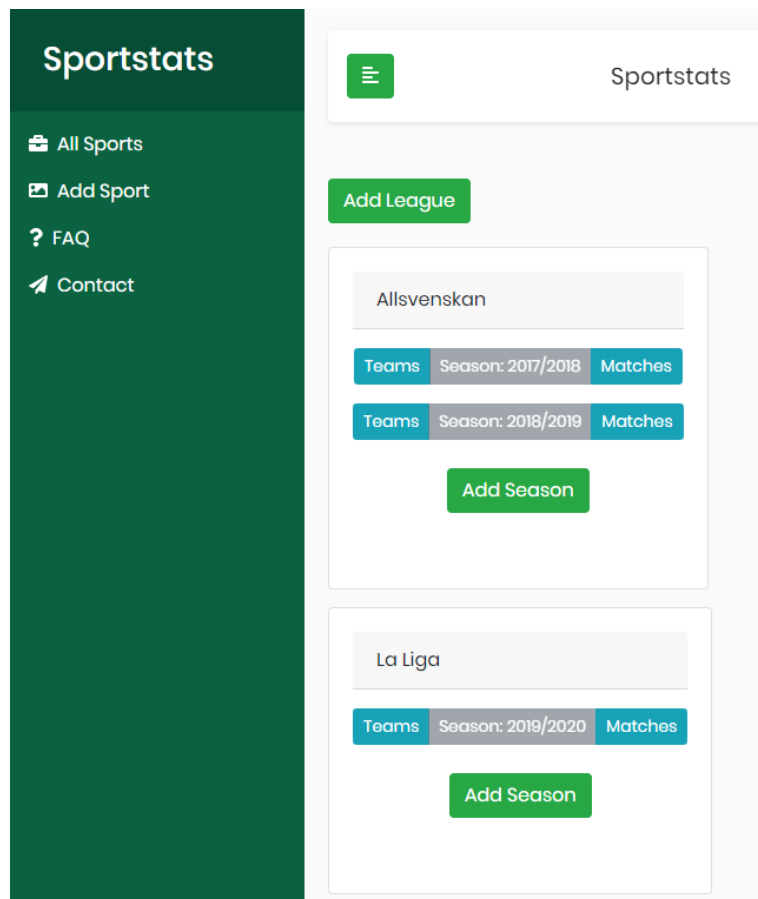 Sportstats
All Sports
Add Sport
? FAQ
Contact
Sportstats
Add League
Allsvenskan
Teams Season: 2017/2018 Matches
Teams Season: 2018/2019 Matches
Add Season
La Liga
Teams Season: 2019/2020 Matches
Add Season